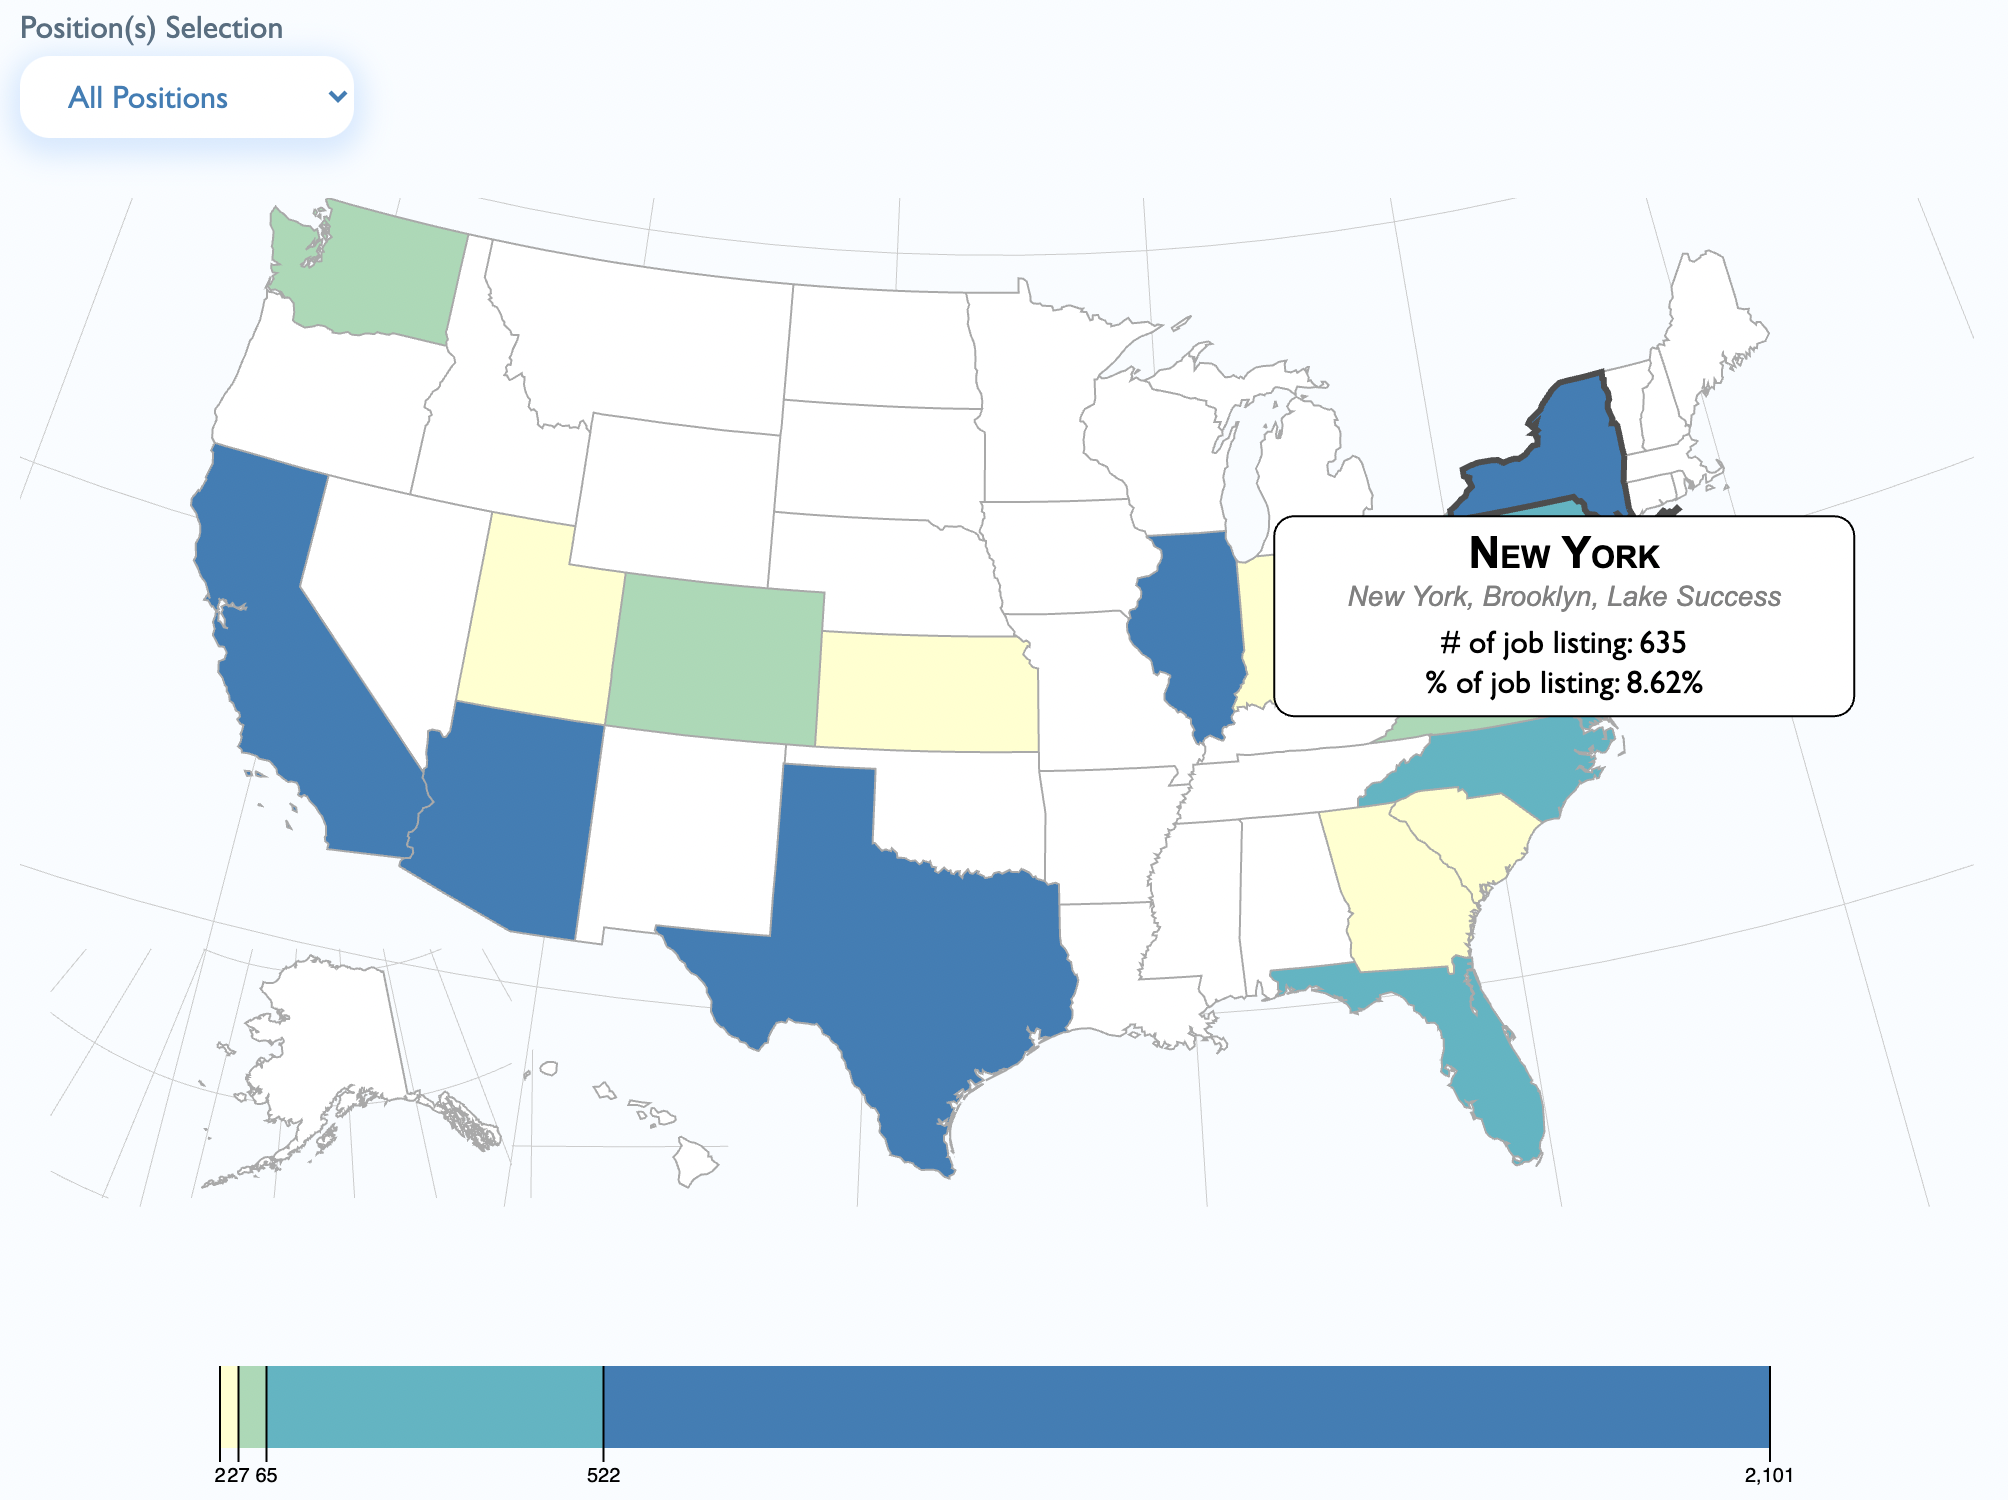 Position(s) Selection
All Positions
New York
New York, Brooklyn, Lake Success
# of job listing: 635
% of job listing: 8.62%
2 27 65 522 2,101